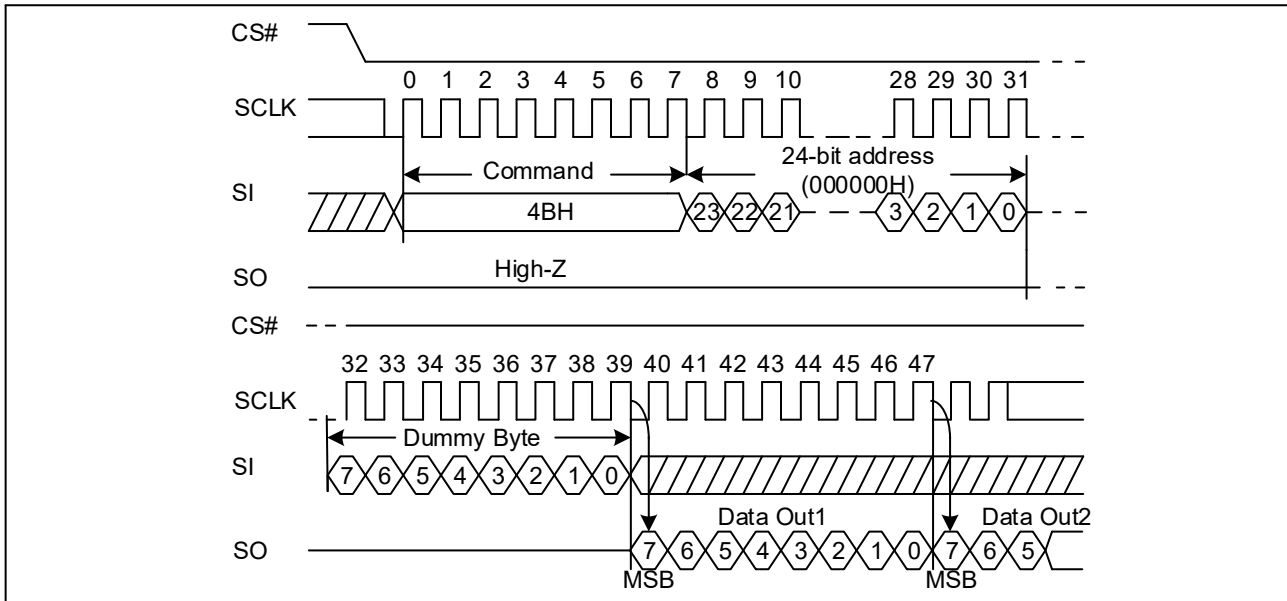 CS#
0 1 2 3 4 5 6 7 8 9 10 28 29 30 31
SCLK
Command 24-bit address
(000000H)
SI
4BH 23 22 21 3 2 1 0
SO High-Z
CS#
32 33 34 35 36 37 38 39 40 41 42 43 44 45 46 47
SCLK
Dummy Byte
SI
7 6 5 4 3 2 1 0
Data Out1 Data Out2
SO 7 6 5 4 3 2 1 0 7 6 5
MSB MSB